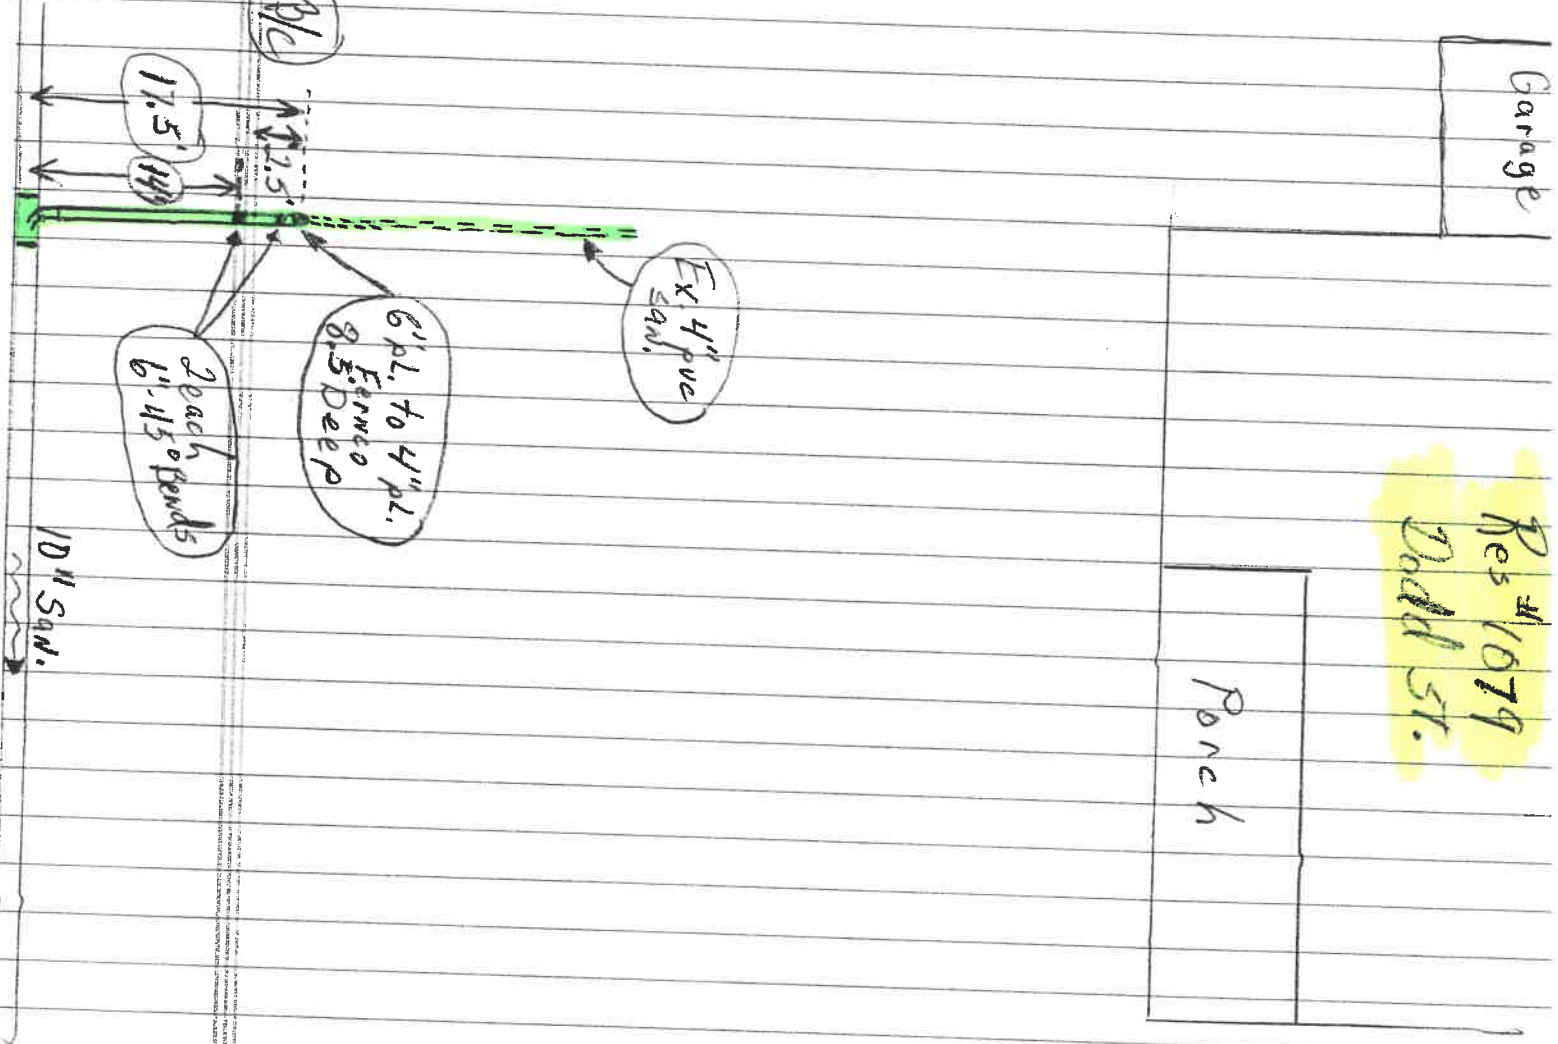 Garage
Res # 1079
Dodd St.
Porch
Ex. 4" pvc
san.
6" pl. to 4" pl.
Fernco
8.5' Deep
2 each
6"-45° Bends
B/C
17.5'
14'
2.5'
10" San.